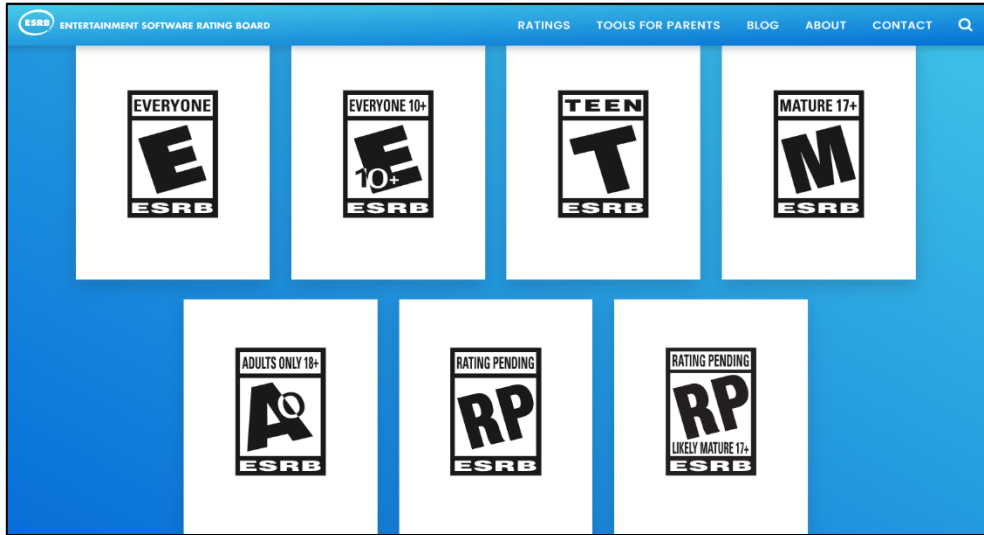 ESRB ENTERTAINMENT SOFTWARE RATING BOARD RATINGS TOOLS FOR PARENTS BLOG ABOUT CONTACT
EVERYONE
E
ESRB
EVERYONE 10+
E
10+
ESRB
TEEN
T
ESRB
MATURE 17+
M
ESRB
ADULTS ONLY 18+
AO
ESRB
RATING PENDING
RP
ESRB
RATING PENDING
RP
LIKELY MATURE 17+
ESRB